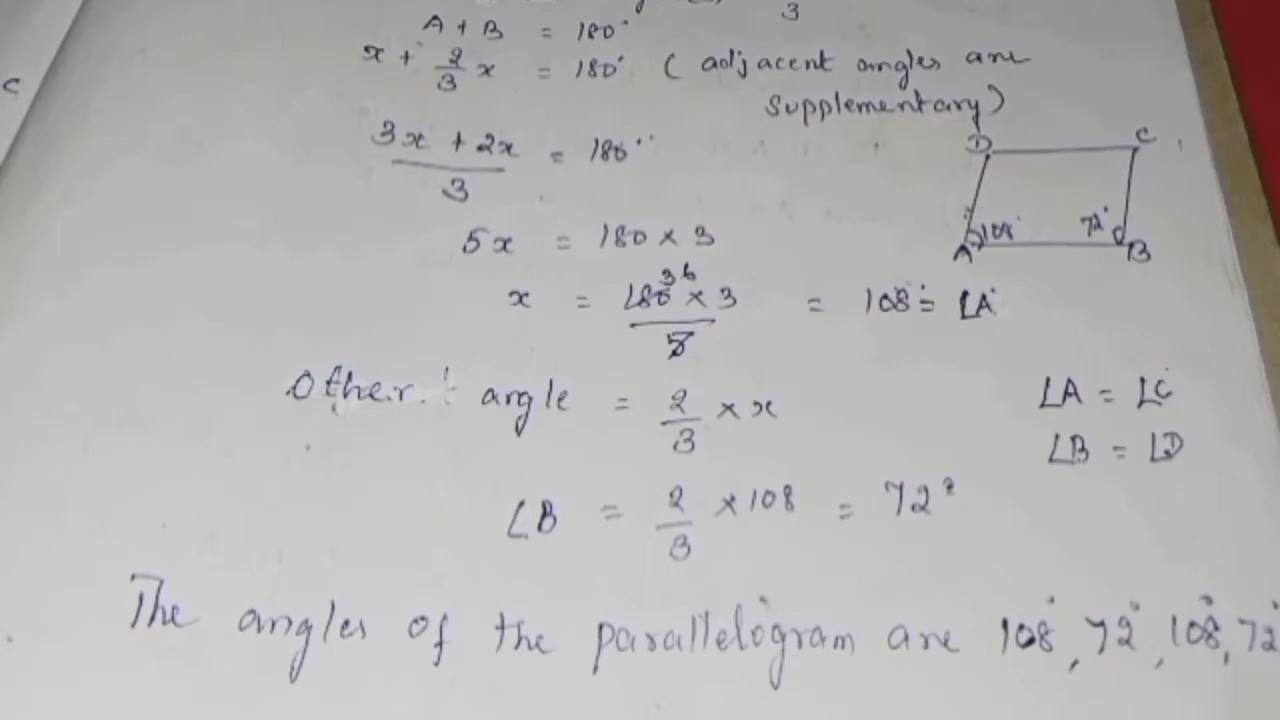 3
A + B = 180°
x + 2/3 x = 180° ( adjacent angles are
supplementary)
3x + 2x / 3 = 180°
D C
5x = 180 × 3
108° 72°
A B
x = 180 36 × 3 / 5 = 108° = ∠A
Other angle = 2/3 × x
∠A = ∠C
∠B = ∠D
∠B = 2/3 × 108 = 72°
The angles of the parallelogram are 108°, 72°, 108°, 72°